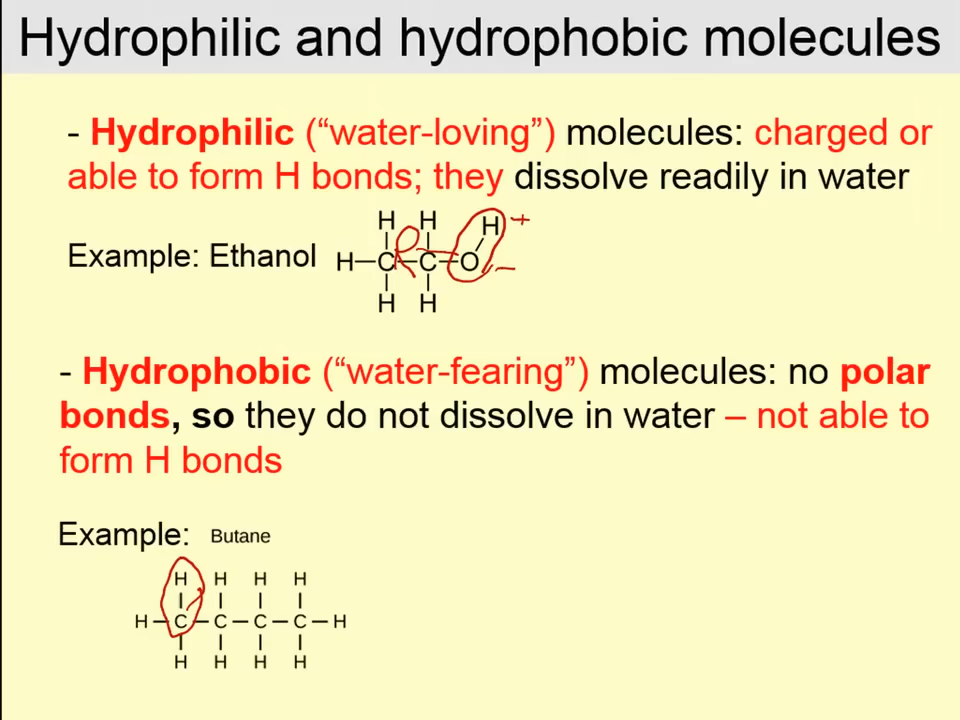 Hydrophilic and hydrophobic molecules
- Hydrophilic (“water-loving”) molecules: charged or
able to form H bonds; they dissolve readily in water
H H H +
Example: Ethanol H C C O −
H H
- Hydrophobic (“water-fearing”) molecules: no polar
bonds, so they do not dissolve in water – not able to
form H bonds
Example: Butane
H H H H
H C C C C H
H H H H